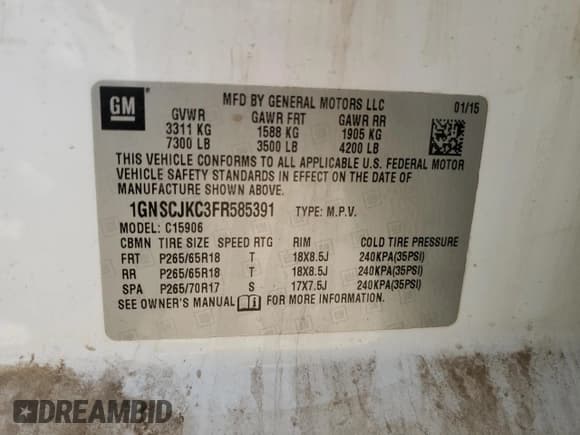 GM
MFD BY GENERAL MOTORS LLC 01/15
GVWR GAWR FRT GAWR RR
3311 KG 1588 KG 1905 KG
7300 LB 3500 LB 4200 LB
THIS VEHICLE CONFORMS TO ALL APPLICABLE U.S. FEDERAL MOTOR
VEHICLE SAFETY STANDARDS IN EFFECT ON THE DATE OF
MANUFACTURE SHOWN ABOVE.
1GNSCJKC3FR585391 TYPE: M.P.V.
MODEL: C15906
CBMN TIRE SIZE SPEED RTG RIM COLD TIRE PRESSURE
FRT P265/65R18 T 18X8.5J 240KPA(35PSI)
RR P265/65R18 T 18X8.5J 240KPA(35PSI)
SPA P265/70R17 S 17X7.5J 240KPA(35PSI)
SEE OWNER'S MANUAL FOR MORE INFORMATION.
DREAMBID